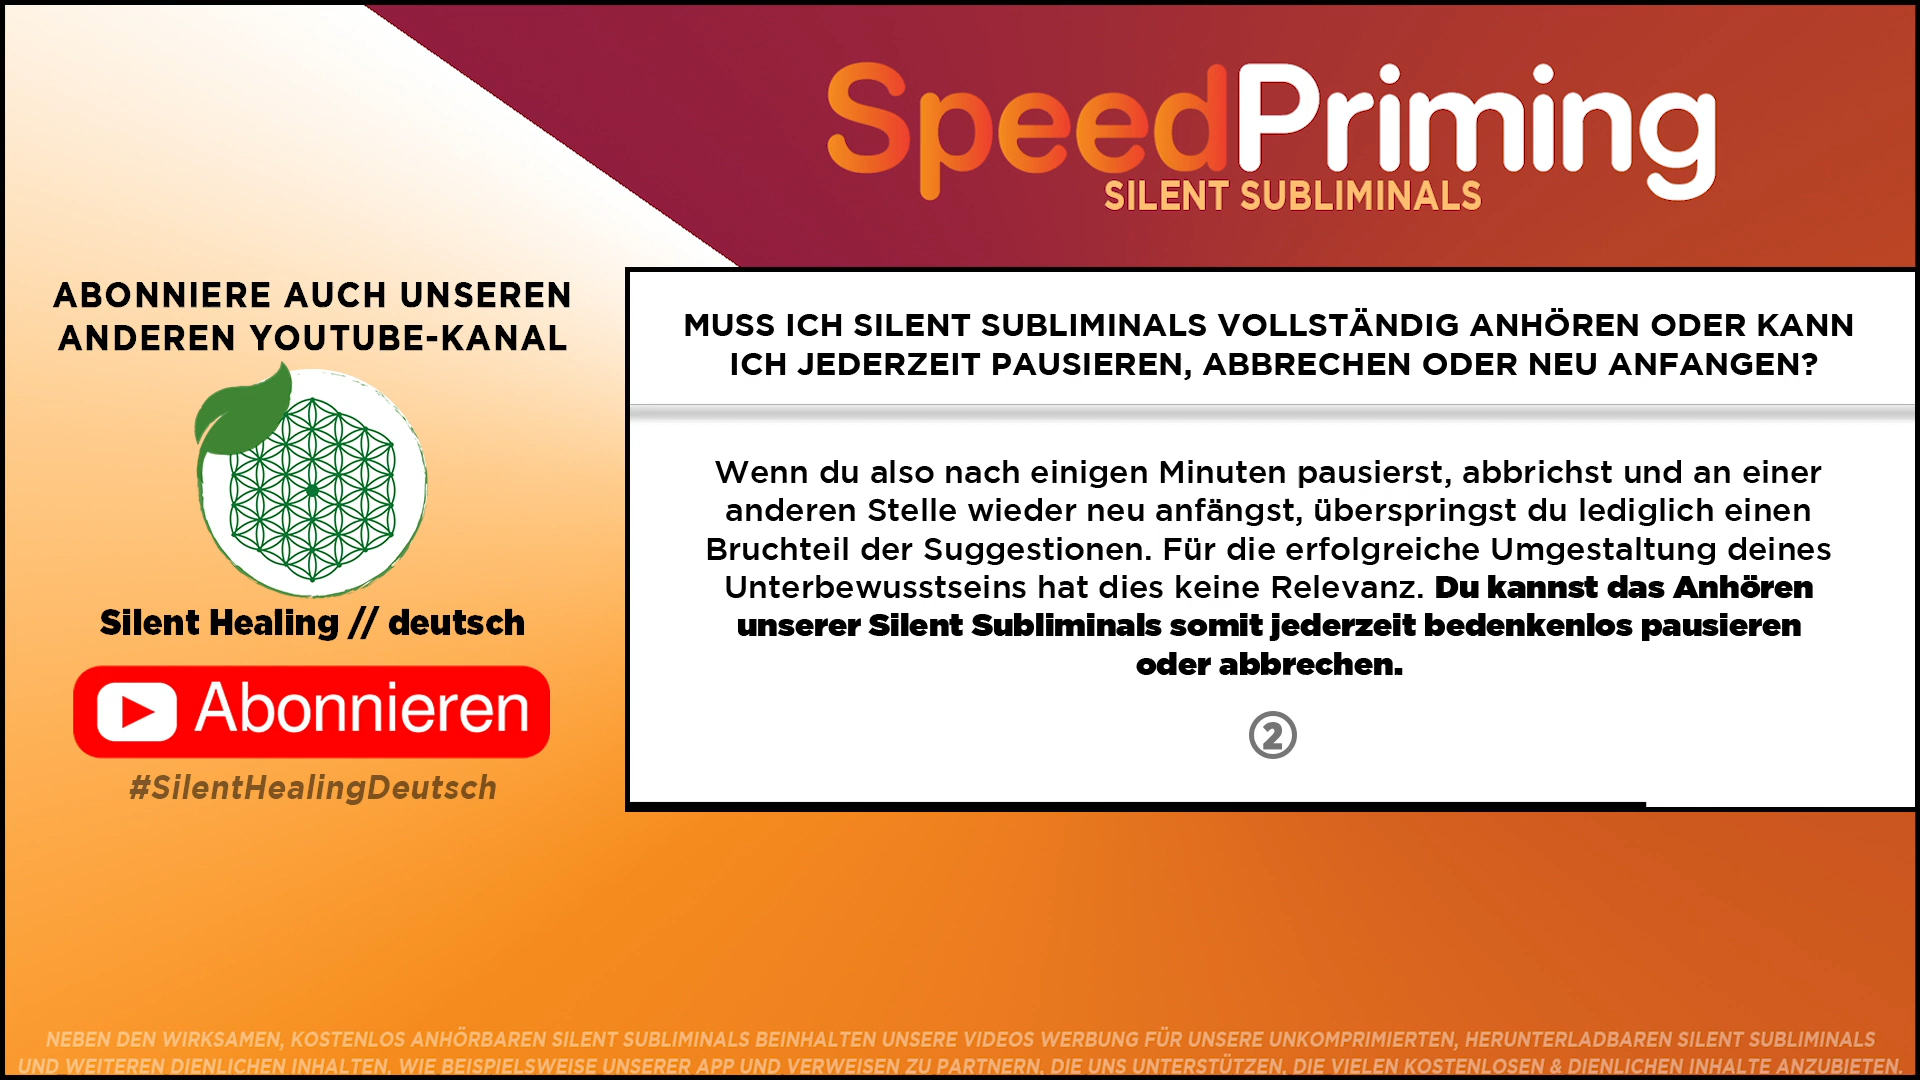 SpeedPriming
SILENT SUBLIMINALS
ABONNIERE AUCH UNSEREN
ANDEREN YOUTUBE-KANAL
Silent Healing // deutsch
Abonnieren
#SilentHealingDeutsch
MUSS ICH SILENT SUBLIMINALS VOLLSTÄNDIG ANHÖREN ODER KANN
ICH JEDERZEIT PAUSIEREN, ABBRECHEN ODER NEU ANFANGEN?
Wenn du also nach einigen Minuten pausierst, abbrichst und an einer
anderen Stelle wieder neu anfängst, überspringst du lediglich einen
Bruchteil der Suggestionen. Für die erfolgreiche Umgestaltung deines
Unterbewusstseins hat dies keine Relevanz. Du kannst das Anhören
unserer Silent Subliminals somit jederzeit bedenkenlos pausieren
oder abbrechen.
②
NEBEN DEN WIRKSAMEN, KOSTENLOS ANHÖRBAREN SILENT SUBLIMINALS BEINHALTEN UNSERE VIDEOS WERBUNG FÜR UNSERE UNKOMPRIMIERTEN, HERUNTERLADBAREN SILENT SUBLIMINALS
UND WEITEREN DIENLICHEN INHALTEN, WIE BEISPIELSWEISE UNSERER APP UND VERWEISEN ZU PARTNERN, DIE UNS UNTERSTÜTZEN, DIE VIELEN KOSTENLOSEN & DIENLICHEN INHALTE ANZUBIETEN.